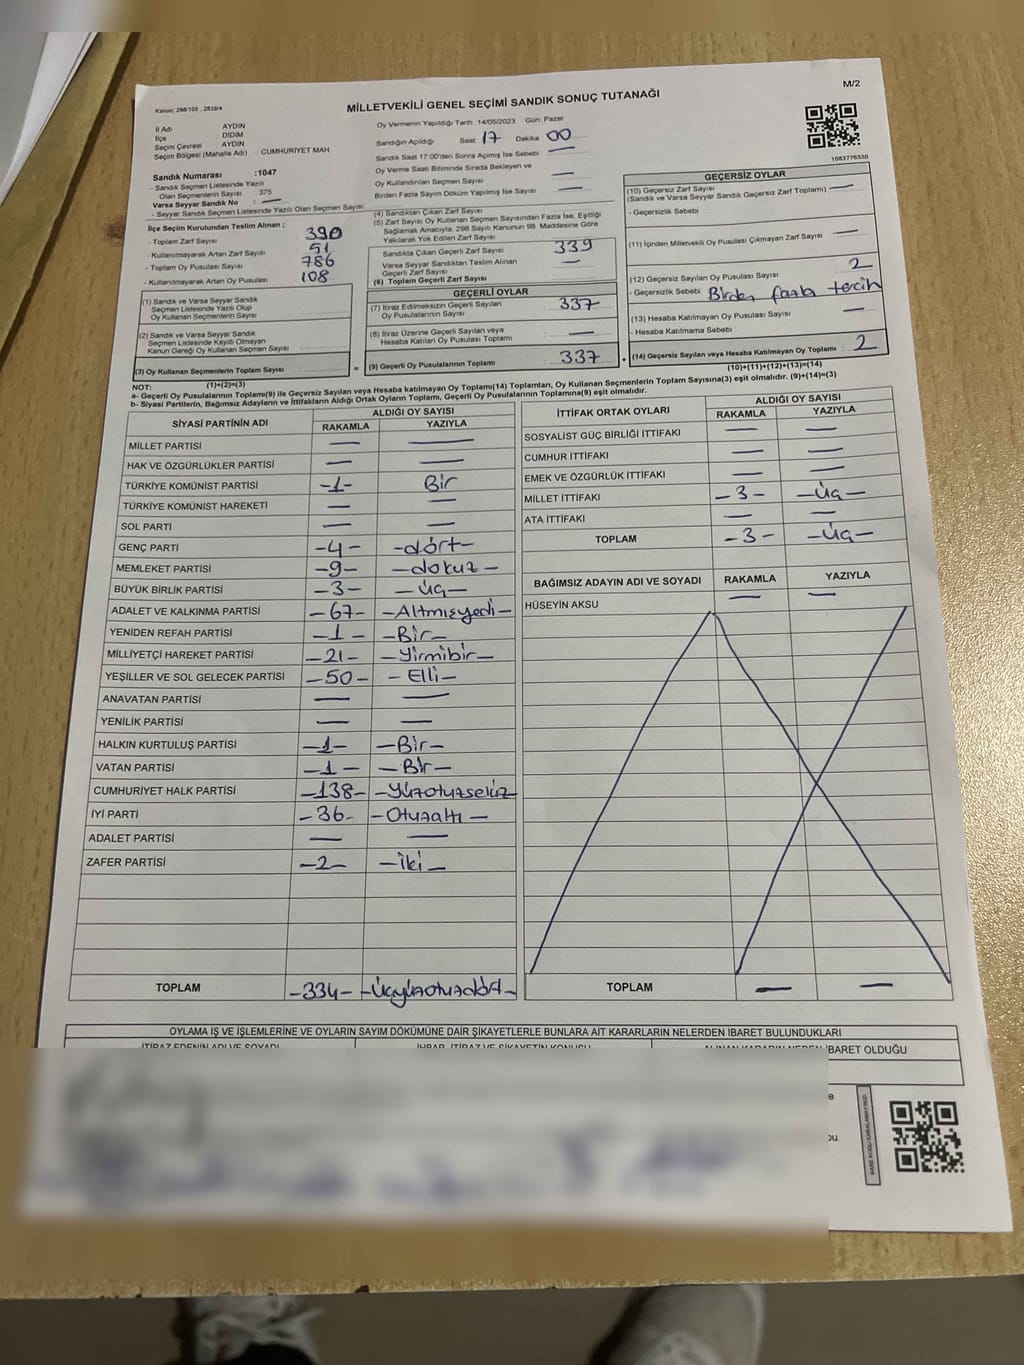 M/2
Kanun: 298/105 , 2839/4
MİLLETVEKİLİ GENEL SEÇİMİ SANDIK SONUÇ TUTANAĞI
1083776330
İl Adı : AYDIN
İlçe : DİDİM
Seçim Çevresi : AYDIN
Seçim Bölgesi (Mahalle Adı) : CUMHURİYET MAH.
Sandık Numarası :1047
- Sandık Seçmen Listesinde Yazılı
Olan Seçmenlerin Sayısı : 375
Varsa Seyyar Sandık No : —
- Seyyar Sandık Seçmen Listesinde Yazılı Olan Seçmen Sayısı
İlçe Seçim Kurulundan Teslim Alınan ;
- Toplam Zarf Sayısı : 390
- Kullanılmayarak Artan Zarf Sayısı : 51
- Toplam Oy Pusulası Sayısı : 786
- Kullanılmayarak Artan Oy Pusulası : 108
(1) Sandık ve Varsa Seyyar Sandık
Seçmen Listesinde Yazılı Olup
Oy Kullanan Seçmenlerin Sayısı :
(2) Sandık ve Varsa Seyyar Sandık
Seçmen Listesinde Kayıtlı Olmayan
Kanun Gereği Oy Kullanan Seçmen Sayısı :
(3) Oy Kullanan Seçmenlerin Toplam Sayısı :
(1)+(2)=(3)
Oy Vermenin Yapıldığı Tarih : 14/05/2023 Gün: Pazar
Sandığın Açıldığı Saat: 17 Dakika 00
Sandık Saat 17:00'den Sonra Açımış İse Sebebi —
Oy Verme Saati Bitiminde Sırada Bekleyen ve
Oy Kullandırılan Seçmen Sayısı —
Birden Fazla Sayım Döküm Yapılmış İse Sayısı —
(4) Sandıktan Çıkan Zarf Sayısı
(5) Zarf Sayısı Oy Kullanan Seçmen Sayısından Fazla İse, Eşitliği
Sağlamak Amacıyla, 298 Sayılı Kanunun 98. Maddesine Göre
Yakılarak Yok Edilen Zarf Sayısı
Sandıkta Çıkan Geçerli Zarf Sayısı 339
Varsa Seyyar Sandıktan Teslim Alınan
Geçerli Zarf Sayısı —
(6) Toplam Geçerli Zarf Sayısı
GEÇERLİ OYLAR
(7) İtiraz Edilmeksizin Geçerli Sayılan
Oy Pusulalarının Sayısı 337
(8) İtiraz Üzerine Geçerli Sayılan veya
Hesaba Katılan Oy Pusulası Toplamı —
(9) Geçerli Oy Pusulalarının Toplamı 337
GEÇERSİZ OYLAR
(10) Geçersiz Zarf Sayısı
(Sandık ve Varsa Seyyar Sandık Geçersiz Zarf Toplamı) —
- Geçersizlik Sebebi
(11) İçinden Milletvekili Oy Pusulası Çıkmayan Zarf Sayısı —
(12) Geçersiz Sayılan Oy Pusulası Sayısı 2
- Geçersizlik Sebebi Birden fazla tercih
(13) Hesaba Katılmayan Oy Pusulası Sayısı —
- Hesaba Katılmama Sebebi :
(14) Geçersiz Sayılan veya Hesaba Katılmayan Oy Toplamı : 2
(10)+(11)+(12)+(13)=(14)
NOT:
a- Geçerli Oy Pusulalarının Toplamı(9) ile Geçersiz Sayılan veya Hesaba katılmayan Oy Toplamı(14) Toplamları, Oy Kullanan Seçmenlerin Toplam Sayısına(3) eşit olmalıdır. (9)+(14)=(3)
b- Siyasi Partilerin, Bağımsız Adayların ve İttifakların Aldığı Ortak Oyların Toplamı, Geçerli Oy Pusulalarının Toplamına(9) eşit olmalıdır.
SİYASİ PARTİNİN ADI ALDIĞI OY SAYISI
RAKAMLA YAZIYLA
MİLLET PARTİSİ — —
HAK VE ÖZGÜRLÜKLER PARTİSİ — —
TÜRKİYE KOMÜNİST PARTİSİ -1- Bir
TÜRKİYE KOMÜNİST HAREKETİ — —
SOL PARTİ — —
GENÇ PARTİ -4- -dört-
MEMLEKET PARTİSİ -9- -dokuz-
BÜYÜK BİRLİK PARTİSİ -3- -üç-
ADALET VE KALKINMA PARTİSİ -67- -Altmışyedi-
YENİDEN REFAH PARTİSİ -1- -Bir-
MİLLİYETÇİ HAREKET PARTİSİ -21- -Yirmibir-
YEŞİLLER VE SOL GELECEK PARTİSİ -50- -Elli-
ANAVATAN PARTİSİ — —
YENİLİK PARTİSİ — —
HALKIN KURTULUŞ PARTİSİ -1- -Bir-
VATAN PARTİSİ -1- -Bir-
CUMHURİYET HALK PARTİSİ -138- -Yüzotuzsekiz-
İYİ PARTİ -36- -Otuzaltı-
ADALET PARTİSİ — —
ZAFER PARTİSİ -2- -iki-
TOPLAM -334- -Üçyüzotuzdört-
İTTİFAK ORTAK OYLARI ALDIĞI OY SAYISI
RAKAMLA YAZIYLA
SOSYALİST GÜÇ BİRLİĞİ İTTİFAKI — —
CUMHUR İTTİFAKI — —
EMEK VE ÖZGÜRLÜK İTTİFAKI — —
MİLLET İTTİFAKI -3- -Üç-
ATA İTTİFAKI — —
TOPLAM -3- -Üç-
BAĞIMSIZ ADAYIN ADI VE SOYADI RAKAMLA YAZIYLA
HÜSEYİN AKSU — —
TOPLAM — —
OYLAMA İŞ VE İŞLEMLERİNE VE OYLARIN SAYIM DÖKÜMÜNE DAİR ŞİKAYETLERLE BUNLARA AİT KARARLARIN NELERDEN İBARET BULUNDUKLARI
İTİRAZ EDENİN ADI VE SOYADI İHBAR, İTİRAZ VE ŞİKAYETİN KONUSU ALINAN KARARIN NEDEN İBARET OLDUĞU